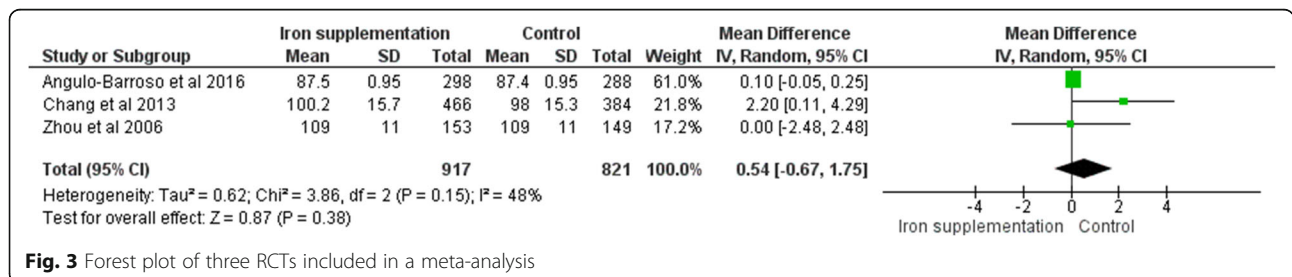 Iron supplementation Control Mean Difference Mean Difference
Study or Subgroup Mean SD Total Mean SD Total Weight IV, Random, 95% CI IV, Random, 95% CI
Angulo-Barroso et al 2016 87.5 0.95 298 87.4 0.95 288 61.0% 0.10 [-0.05, 0.25]
Chang et al 2013 100.2 15.7 466 98 15.3 384 21.8% 2.20 [0.11, 4.29]
Zhou et al 2006 109 11 153 109 11 149 17.2% 0.00 [-2.48, 2.48]
Total (95% CI) 917 821 100.0% 0.54 [-0.67, 1.75]
Heterogeneity: Tau² = 0.62; Chi² = 3.86, df = 2 (P = 0.15); I² = 48%
Test for overall effect: Z = 0.87 (P = 0.38)
-4 -2 0 2 4
Iron supplementation Control
Fig. 3 Forest plot of three RCTs included in a meta-analysis